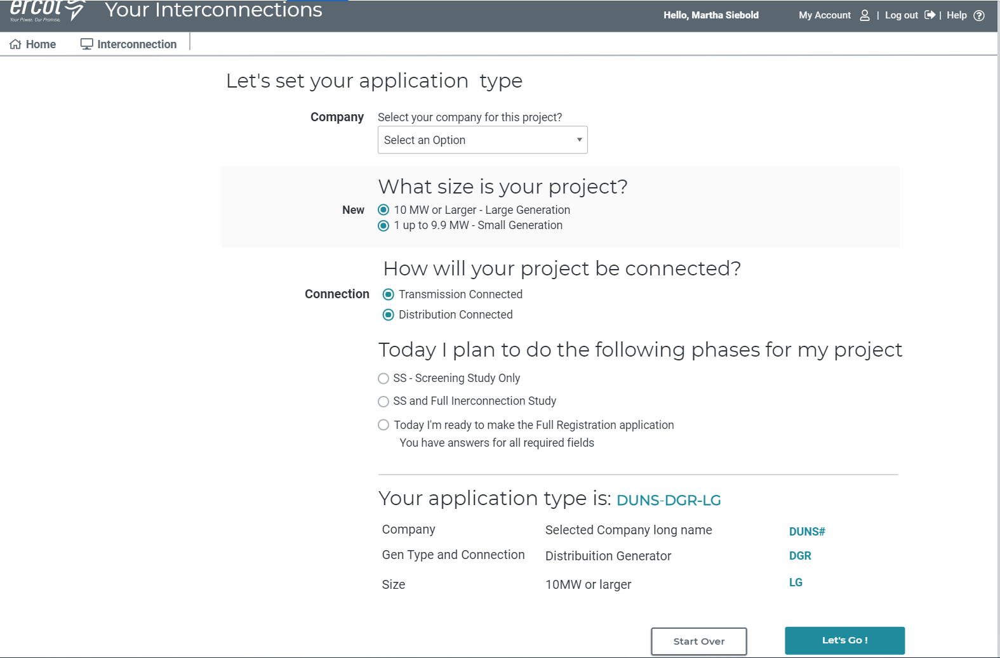 ercot
Your Power. Our Promise.
Your Interconnections
Hello, Martha Siebold
My Account | Log out | Help
Home
Interconnection
Let's set your application type
Company
Select your company for this project?
Select an Option
What size is your project?
New
10 MW or Larger - Large Generation
1 up to 9.9 MW - Small Generation
How will your project be connected?
Connection
Transmission Connected
Distribution Connected
Today I plan to do the following phases for my project
SS - Screening Study Only
SS and Full Inerconnection Study
Today I'm ready to make the Full Registration application
You have answers for all required fields
Your application type is: DUNS-DGR-LG
Company Selected Company long name DUNS#
Gen Type and Connection Distribuition Generator DGR
Size 10MW or larger LG
Start Over
Let's Go !